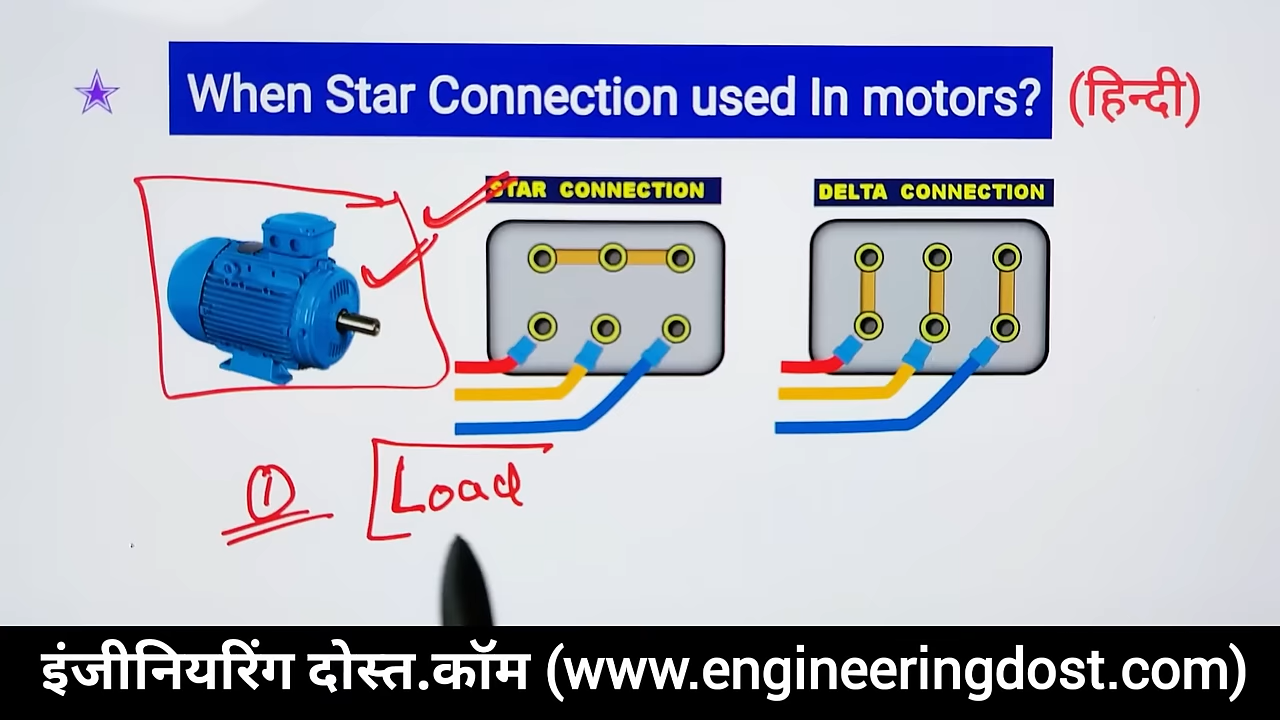 When Star Connection used In motors? (हिन्दी)
STAR CONNECTION
DELTA CONNECTION
1 Load
इंजीनियरिंग दोस्त.कॉम (www.engineeringdost.com)